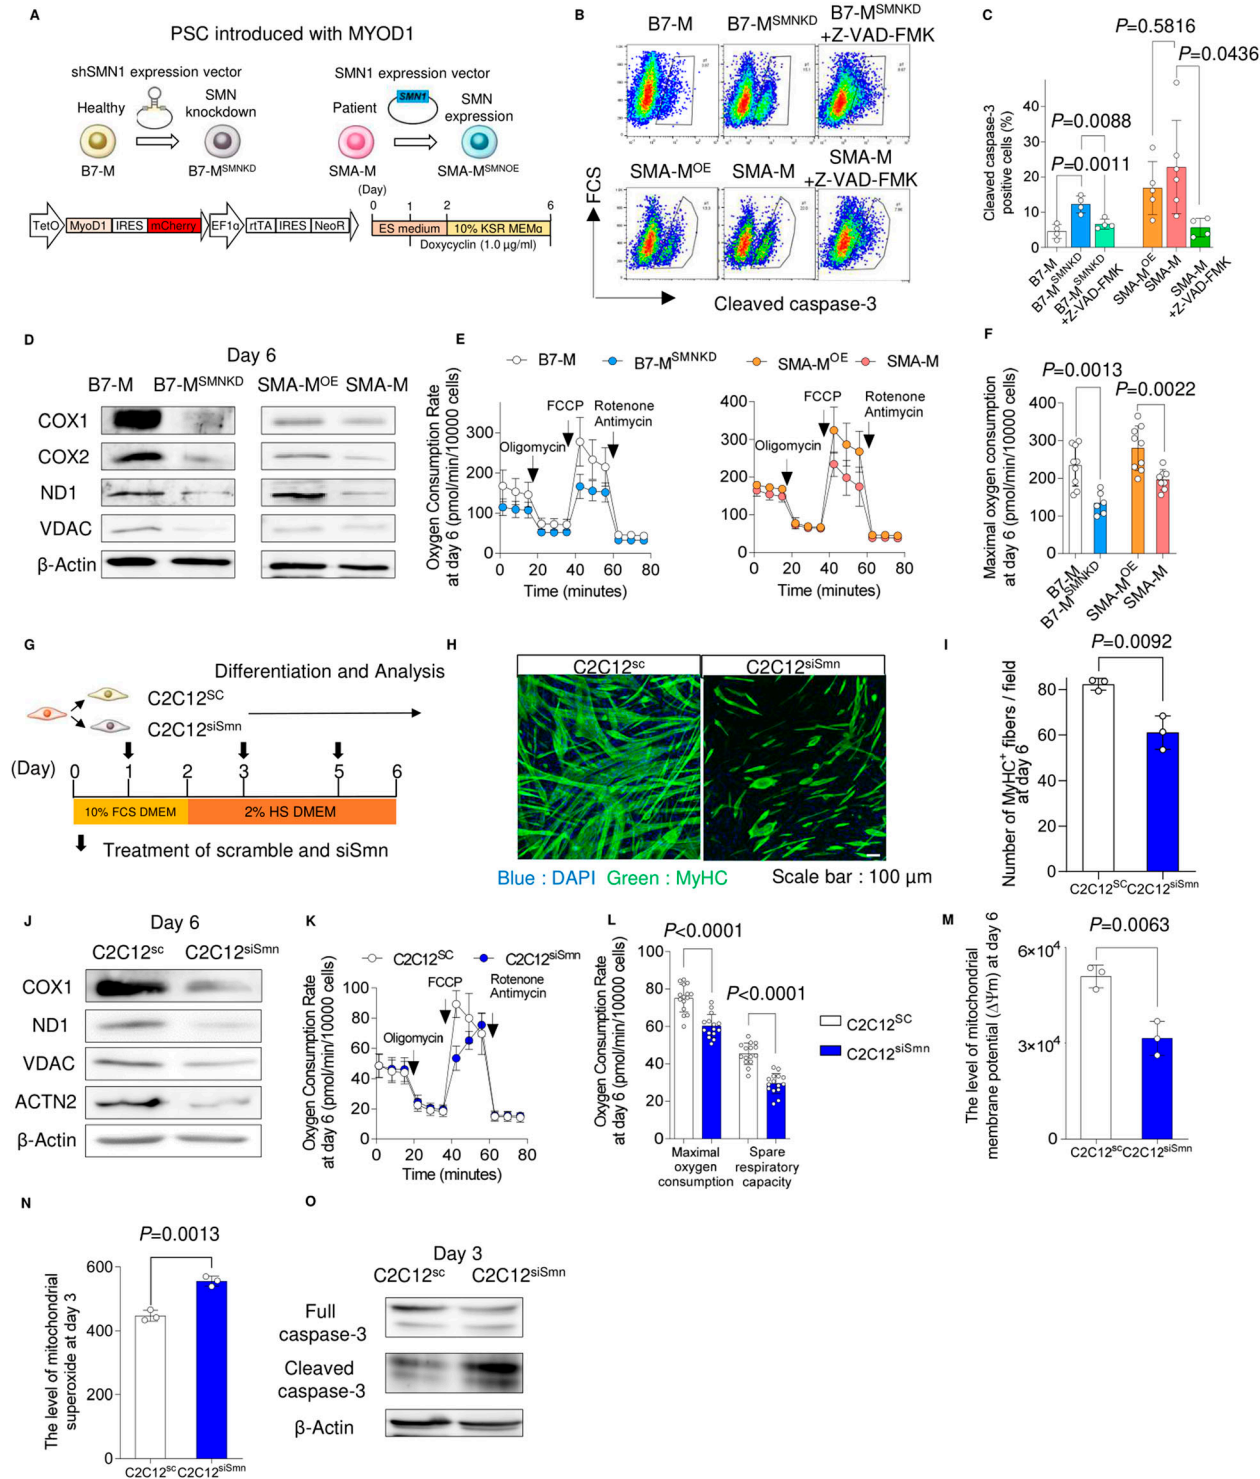 A
PSC introduced with MYOD1
shSMN1 expression vector
SMN1 expression vector
Healthy
SMN
knockdown
Patient
SMN1
SMN
expression
B7-M
B7-M^SMNKD
SMA-M
SMA-M^SMNOE
(Day)
0 2 6
TetO MyoD1 IRES mCherry EF1α rtTA IRES NeoR
ES medium 10% KSR MEMα
Doxycyclin (1.0 µg/ml)
B
B7-M B7-M^SMNKD B7-M^SMNKD
+Z-VAD-FMK
SMA-M^OE SMA-M SMA-M
+Z-VAD-FMK
FCS
Cleaved caspase-3
C
P=0.5816
P=0.0436
P=0.0088
P=0.0011
Cleaved caspase-3
positive cells (%)
40
30
20
10
0
B7-M
B7-M^SMNKD
B7-M^SMNKD
+Z-VAD-FMK
SMA-M^OE
SMA-M
SMA-M
+Z-VAD-FMK
D
Day 6
B7-M B7-M^SMNKD SMA-M^OE SMA-M
COX1
COX2
ND1
VDAC
β-Actin
E
B7-M B7-M^SMNKD SMA-M^OE SMA-M
Oxygen Consumption Rate
at day 6 (pmol/min/10000 cells)
300
200
100
0
Oligomycin
FCCP
Rotenone
Antimycin
0 20 40 60 80
Time (minutes)
400
300
200
100
0
Oligomycin
FCCP
Rotenone
Antimycin
0 20 40 60 80
Time (minutes)
F
P=0.0013
P=0.0022
Maximal oxygen consumption
at day 6 (pmol/min/10000 cells)
400
300
200
100
0
B7-M
B7-M^SMNKD
SMA-M^OE
SMA-M
G
Differentiation and Analysis
C2C12^SC
C2C12^siSmn
(Day) 0 1 2 3 5 6
10% FCS DMEM 2% HS DMEM
Treatment of scramble and siSmn
H
C2C12^sc C2C12^siSmn
Blue : DAPI Green : MyHC Scale bar : 100 µm
I
P=0.0092
Number of MyHC⁺ fibers / field
at day 6
80
60
40
20
0
C2C12^SC C2C12^siSmn
J
Day 6
C2C12^sc C2C12^siSmn
COX1
ND1
VDAC
ACTN2
β-Actin
K
C2C12^SC C2C12^siSmn
Oxygen Consumption Rate
at day 6 (pmol/min/10000 cells)
100
80
60
40
20
0
Oligomycin
FCCP
Rotenone
Antimycin
0 20 40 60 80
Time (minutes)
L
P<0.0001
P<0.0001
Oxygen Consumption Rate
at day 6 (pmol/min/10000 cells)
100
80
60
40
20
0
Maximal
oxygen
consumption
Spare
respiratory
capacity
C2C12^SC
C2C12^siSmn
M
P=0.0063
The level of mitochondrial
membrane potential (ΔΨm) at day 6
6×10⁴
3×10⁴
0
C2C12^sc C2C12^siSmn
N
P=0.0013
The level of mitochondrial
superoxide at day 3
600
400
200
0
C2C12^sc C2C12^siSmn
O
Day 3
C2C12^sc C2C12^siSmn
Full
caspase-3
Cleaved
caspase-3
β-Actin